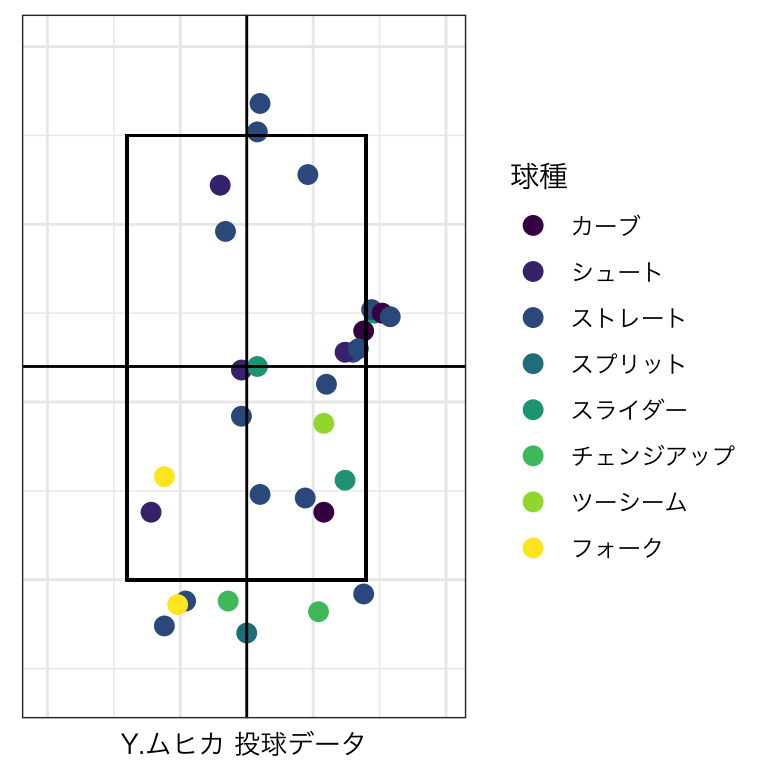 球種
カーブ
シュート
ストレート
スプリット
スライダー
チェンジアップ
ツーシーム
フォーク
Y.ムヒカ 投球データ